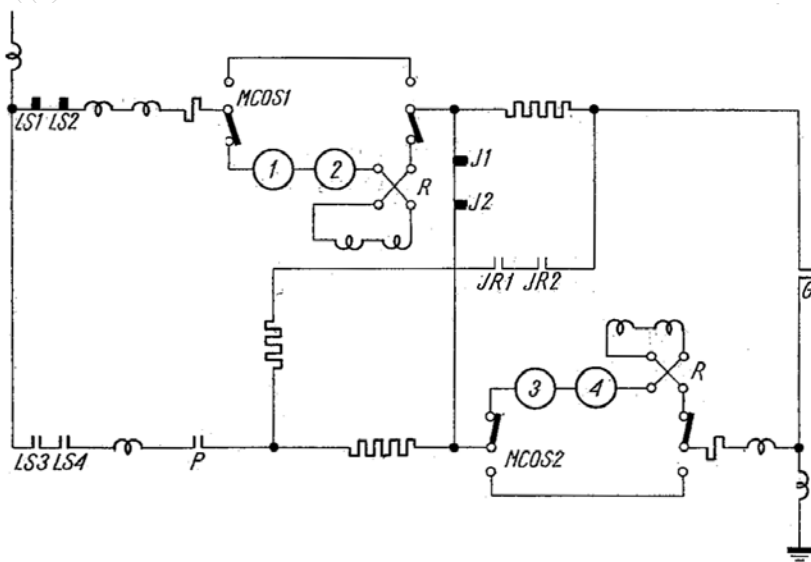 MCOS1
LS1 LS2
1 2
J1
R
J2
JR1 JR2
G
R
3 4
LS3 LS4 P
MCOS2